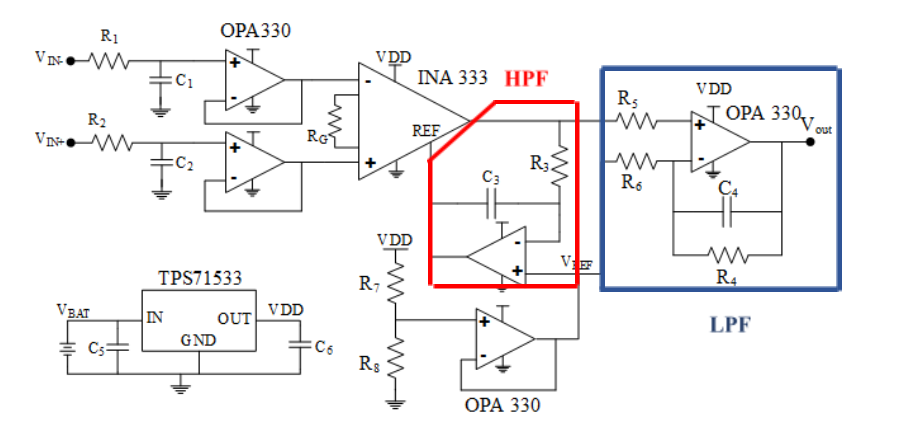 OPA330
R1
VIN-
C1
VDD
INA 333
HPF
R2
VIN+
C2
RG
REF
R3
C3
VREF
R5
VDD
OPA 330
Vout
R6
C4
R4
LPF
VDD
R7
R8
OPA 330
TPS71533
VBAT
IN
OUT
VDD
GND
C5
C6